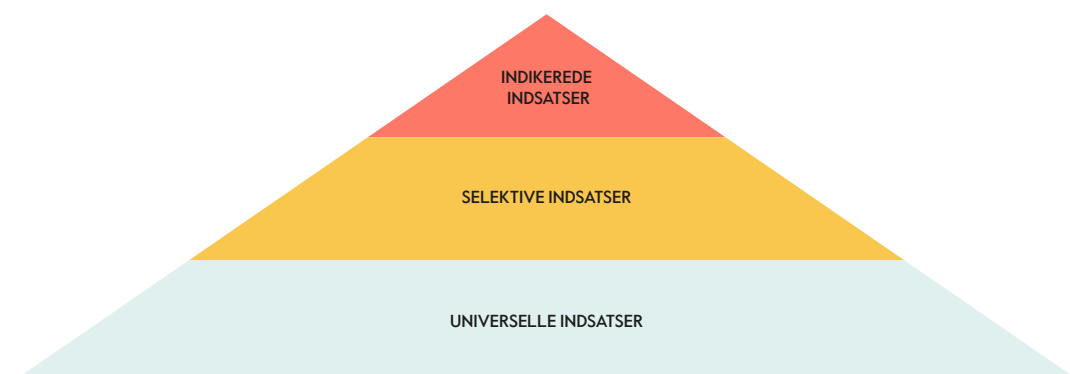 INDIKEREDE
INDSATSER
SELEKTIVE INDSATSER
UNIVERSELLE INDSATSER